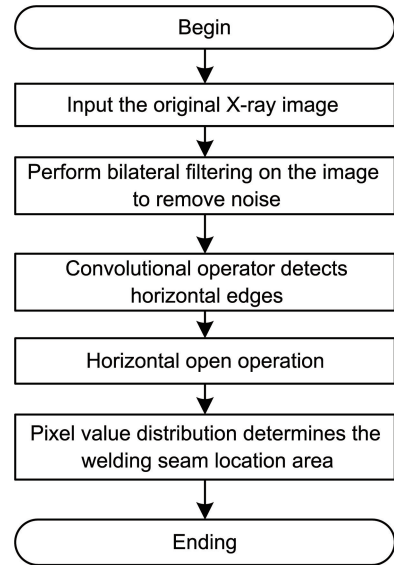 Begin
Input the original X-ray image
Perform bilateral filtering on the image
to remove noise
Convolutional operator detects
horizontal edges
Horizontal open operation
Pixel value distribution determines the
welding seam location area
Ending